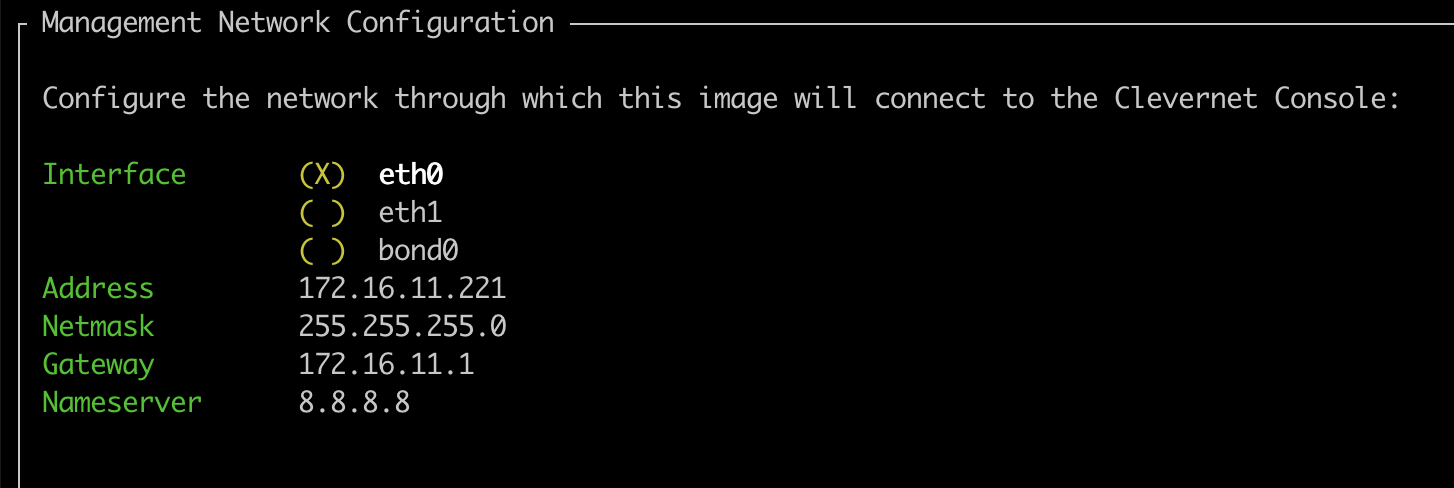 Management Network Configuration
Configure the network through which this image will connect to the Clevernet Console:
Interface (X) eth0
( ) eth1
( ) bond0
Address 172.16.11.221
Netmask 255.255.255.0
Gateway 172.16.11.1
Nameserver 8.8.8.8